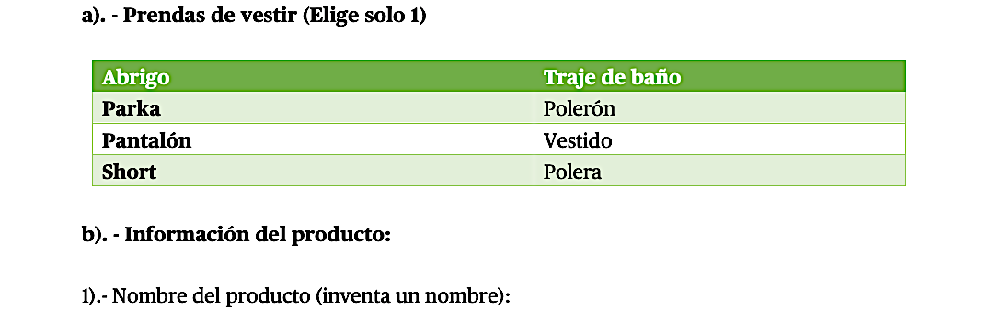 a). - Prendas de vestir (Elige solo 1)
Abrigo Traje de baño
Parka Polerón
Pantalón Vestido
Short Polera
b). - Información del producto:
1).- Nombre del producto (inventa un nombre):